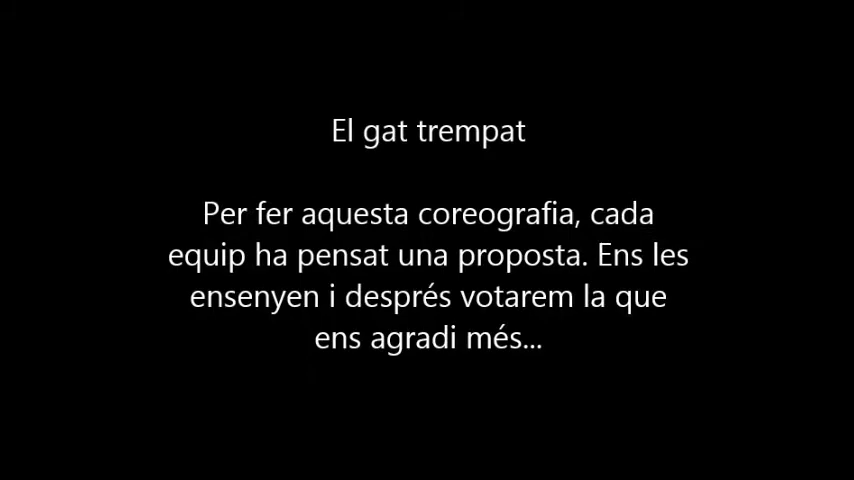 El gat trempat
Per fer aquesta coreografia, cada
equip ha pensat una proposta. Ens les
ensenyen i després votarem la que
ens agradi més...